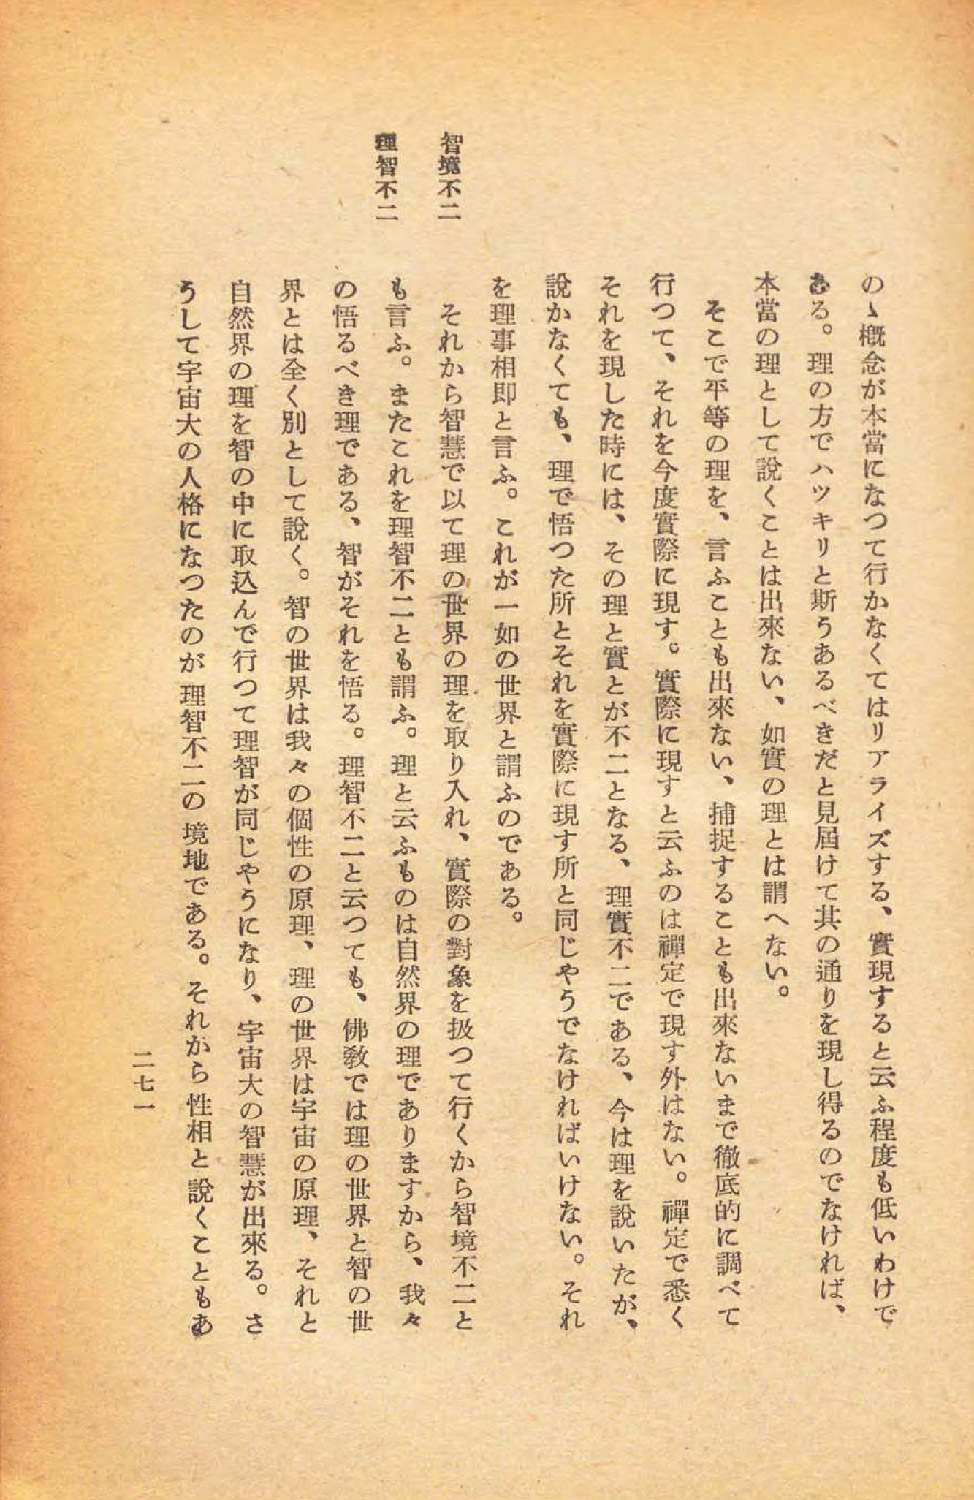 のゝ概念が本當になつて行かなくてはリアライズする、實現すると云ふ程度も低いわけで
ある。理の方でハツキリと斯うあるべきだと見屆けて其の通りを現し得るのでなければ、
本當の理として説くことは出來ない、如實の理とは謂へない。
そこで平等の理を、言ふことも出來ない、捕捉することも出來ないまで徹底的に調べて
行つて、それを今度實際に現す。實際に現すと云ふのは禪定で現す外はない。禪定で悉く
それを現した時には、その理と實とが不二となる、理實不二である、今は理を説いたが、
説かなくても、理で悟つた所とそれを實際に現す所と同じやうでなければいけない。それ
を理事相即と言ふ。これが一如の世界と謂ふのである。
智境不二
それから智慧で以て理の世界の理を取り入れ、實際の對象を扱つて行くから智境不二と
理智不二
も言ふ。またこれを理智不二とも謂ふ。理と云ふものは自然界の理でありますから、我々
の悟るべき理である、智がそれを悟る。理智不二と云つても、佛敎では理の世界と智の世
界とは全く別として説く。智の世界は我々の個性の原理、理の世界は宇宙の原理、それと
自然界の理を智の中に取込んで行つて理智が同じやうになり、宇宙大の智慧が出來る。さ
うして宇宙大の人格になつたのが理智不二の境地である。それから性相と説くこともあ
二七一